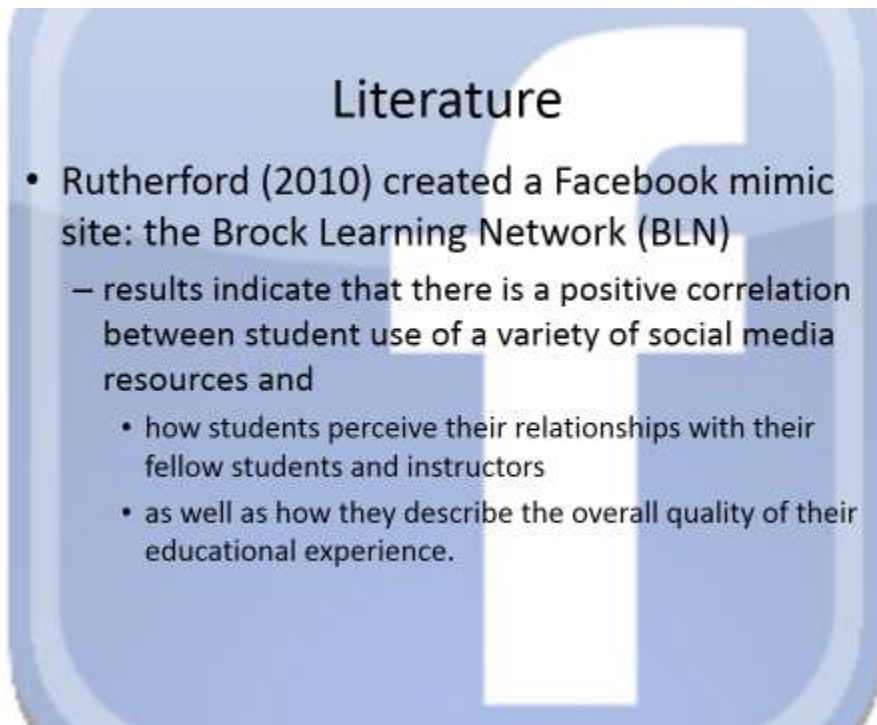 Literature
• Rutherford (2010) created a Facebook mimic
site: the Brock Learning Network (BLN)
– results indicate that there is a positive correlation
between student use of a variety of social media
resources and
• how students perceive their relationships with their
fellow students and instructors
• as well as how they describe the overall quality of their
educational experience.